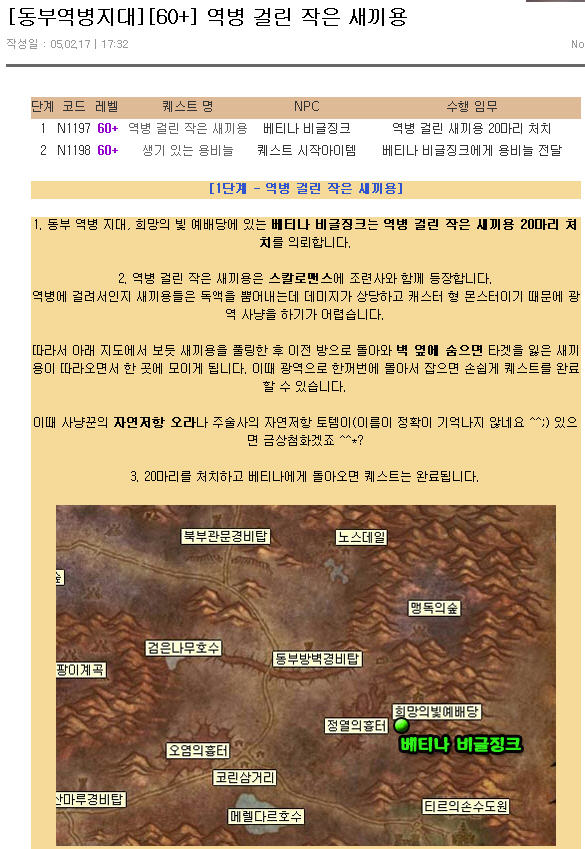 [동부역병지대][60+] 역병 걸린 작은 새끼용
작성일 : 05.02.17 | 17:32
No
단계 코드 레벨 퀘스트 명 NPC 수행 임무
1 N1197 60+ 역병 걸린 작은 새끼용 베티나 비글징크 역병 걸린 새끼용 20마리 처치
2 N1198 60+ 생기 있는 용비늘 퀘스트 시작아이템 베티나 비글징크에게 용비늘 전달
[1단계 - 역병 걸린 작은 새끼용]
1. 동부 역병 지대, 희망의 빛 예배당에 있는 베티나 비글징크는 역병 걸린 작은 새끼용 20마리 처
치를 의뢰합니다.
2. 역병 걸린 작은 새끼용은 스칼로맨스에 조련사와 함께 등장합니다.
역병에 걸려서인지 새끼용들은 독액을 뿜어내는데 데미지가 상당하고 캐스터 형 몬스터이기 때문에 광
역 사냥을 하기가 어렵습니다.
따라서 아래 지도에서 보듯 새끼용을 풀링한 후 이전 방으로 돌아와 벽 옆에 숨으면 타겟을 잃은 새끼
용이 따라오면서 한 곳에 모이게 됩니다. 이때 광역으로 한꺼번에 돌아서 잡으면 손쉽게 퀘스트를 완료
할 수 있습니다.
이때 사냥꾼의 자연저항 오라나 주술사의 자연저항 토템이(이름이 정확이 기억나지 않네요 ^^;) 있으
면 금상첨화겠죠 ^^*?
3. 20마리를 처치하고 베티나에게 돌아오면 퀘스트는 완료됩니다.
북부관문경비탑
노스데일
숲
맹독의숲
검은나무호수
동부방벽경비탑
팡이계곡
희망의빛예배당
정열의흉터
베티나 비글징크
오염의흉터
코린삼거리
산마루경비탑
메렐다르호수
티르의손수도원